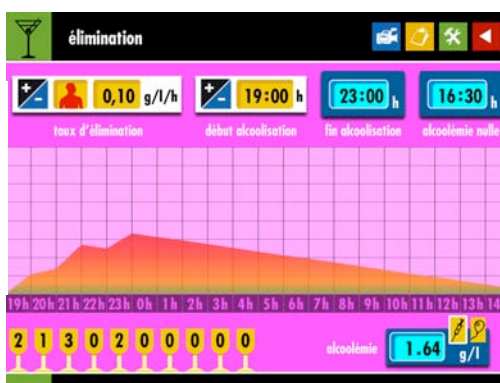 élimination
0,10 g/l/h
19:00 h
23:00 h
16:30 h
taux d'élimination
début alcoolisation
fin alcoolisation
alcoolémie nulle
19h 20h 21h 22h 23h 0h 1h 2h 3h 4h 5h 6h 7h 8h 9h 10h 11h 12h 13h 14
2 1 3 0 2 0 0 0 0 0
alcoolémie 1.64 g/l